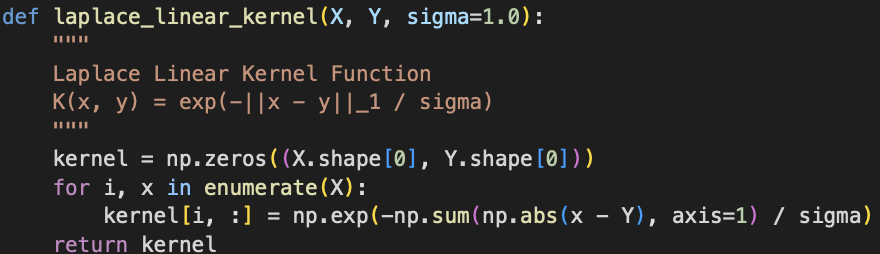 def laplace_linear_kernel(X, Y, sigma=1.0):
    """
    Laplace Linear Kernel Function
    K(x, y) = exp(-||x - y||_1 / sigma)
    """
    kernel = np.zeros((X.shape[0], Y.shape[0]))
    for i, x in enumerate(X):
        kernel[i, :] = np.exp(-np.sum(np.abs(x - Y), axis=1) / sigma)
    return kernel